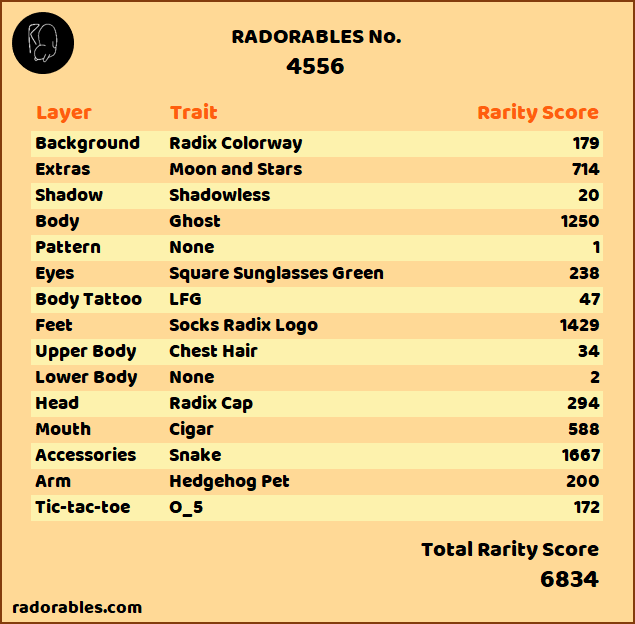 RADORABLES No.
4556
Layer Trait Rarity Score
Background Radix Colorway 179
Extras Moon and Stars 714
Shadow Shadowless 20
Body Ghost 1250
Pattern None 1
Eyes Square Sunglasses Green 238
Body Tattoo LFG 47
Feet Socks Radix Logo 1429
Upper Body Chest Hair 34
Lower Body None 2
Head Radix Cap 294
Mouth Cigar 588
Accessories Snake 1667
Arm Hedgehog Pet 200
Tic-tac-toe O_5 172
Total Rarity Score
6834
radorables.com